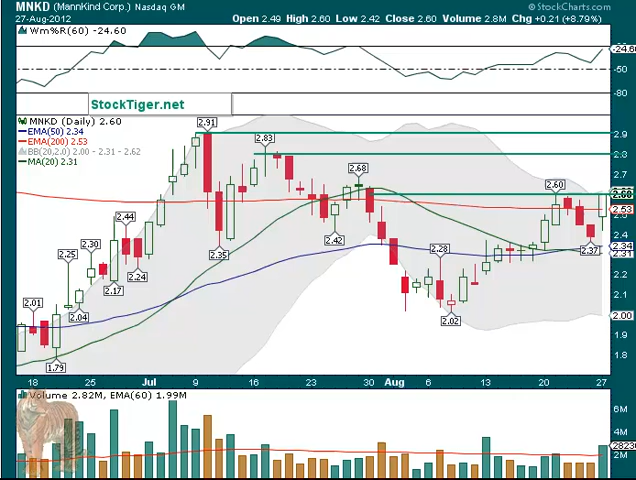 MNKD (MannKind Corp.) Nasdaq GM
© StockCharts.com
27-Aug-2012
Open 2.49 High 2.60 Low 2.42 Close 2.60 Volume 2.8M Chg +0.21 (+8.79%)
Wm%R(60) -24.60
-24.60
-50
-80
StockTiger.net
MNKD (Daily) 2.60
EMA(50) 2.34
EMA(200) 2.53
BB(20,2.0) 2.00 - 2.31 - 2.62
MA(20) 2.31
2.91
2.83
2.68
2.60
2.44
2.30
2.25
2.42
2.35
2.28
2.37
2.24
2.17
2.04
2.01
2.02
1.79
2.9
2.8
2.7
2.60
2.53
2.4
2.34
2.31
2.2
2.1
2.00
1.9
1.8
18 25 Jul 9 16 23 30 Aug 6 13 20 27
Volume 2.82M, EMA(60) 1.99M
6M
4M
2M